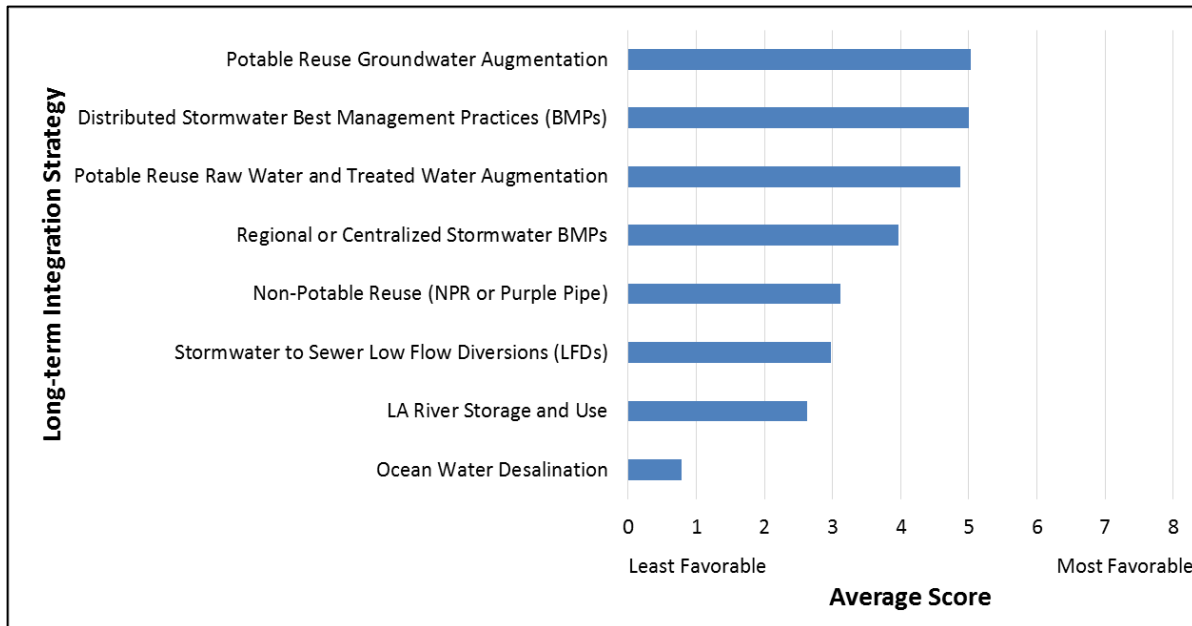 Long-term Integration Strategy
Potable Reuse Groundwater Augmentation
Distributed Stormwater Best Management Practices (BMPs)
Potable Reuse Raw Water and Treated Water Augmentation
Regional or Centralized Stormwater BMPs
Non-Potable Reuse (NPR or Purple Pipe)
Stormwater to Sewer Low Flow Diversions (LFDs)
LA River Storage and Use
Ocean Water Desalination
0 1 2 3 4 5 6 7 8
Least Favorable Most Favorable
Average Score